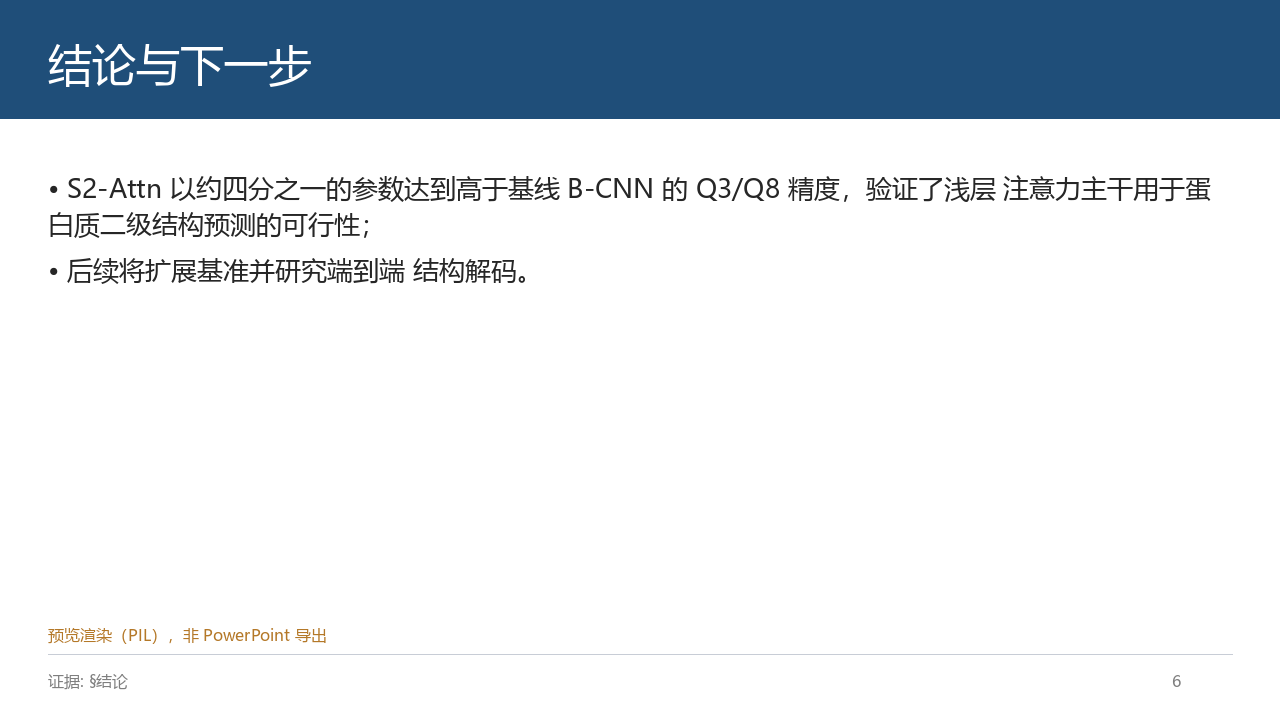 结论与下一步
• S2-Attn 以约四分之一的参数达到高于基线 B-CNN 的 Q3/Q8 精度，验证了浅层 注意力主干用于蛋
白质二级结构预测的可行性；
• 后续将扩展基准并研究端到端 结构解码。
预览渲染（PIL），非 PowerPoint 导出
证据: §结论
6